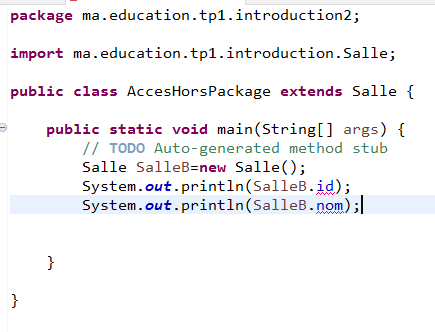 package ma.education.tp1.introduction2;
import ma.education.tp1.introduction.Salle;
public class AccesHorsPackage extends Salle {
public static void main(String[] args) {
// TODO Auto-generated method stub
Salle SalleB=new Salle();
System.out.println(SalleB.id);
System.out.println(SalleB.nom);
}
}